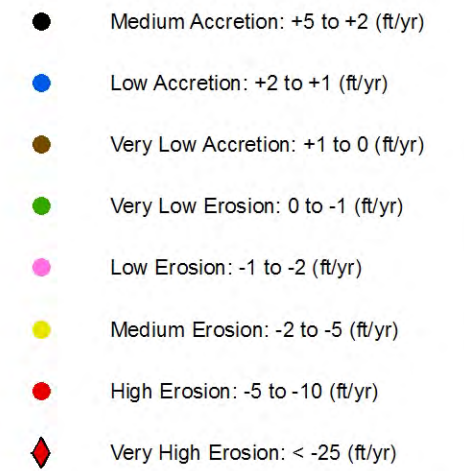 Medium Accretion: +5 to +2 (ft/yr)
Low Accretion: +2 to +1 (ft/yr)
Very Low Accretion: +1 to 0 (ft/yr)
Very Low Erosion: 0 to -1 (ft/yr)
Low Erosion: -1 to -2 (ft/yr)
Medium Erosion: -2 to -5 (ft/yr)
High Erosion: -5 to -10 (ft/yr)
Very High Erosion: < -25 (ft/yr)